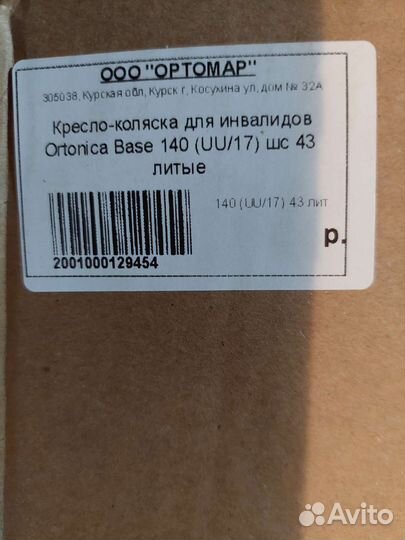 ООО "ОРТОМАР"
305038, Курская обл, Курск г, Косухина ул, дом № 32А
Кресло-коляска для инвалидов
Ortonica Base 140 (UU/17) шс 43
литые
140 (UU/17) 43 лит
р.
2001000129454
Avito